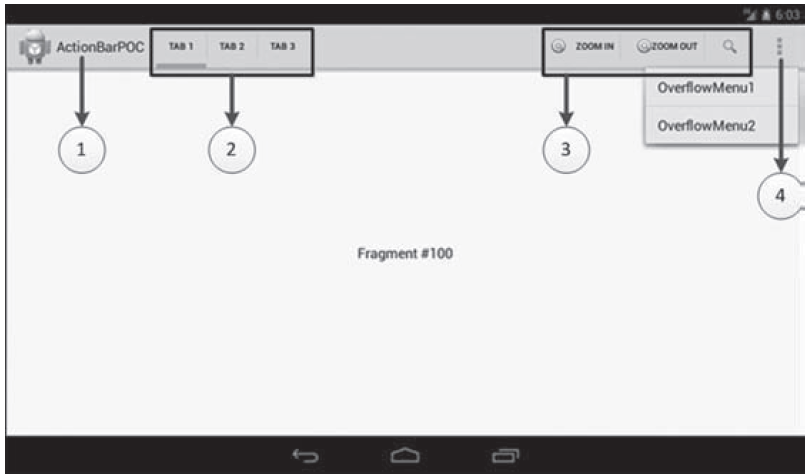 6:03
ActionBarPOC TAB 1 TAB 2 TAB 3 ZOOM IN ZOOM OUT
OverflowMenu1
OverflowMenu2
1 2 3 4
Fragment #100